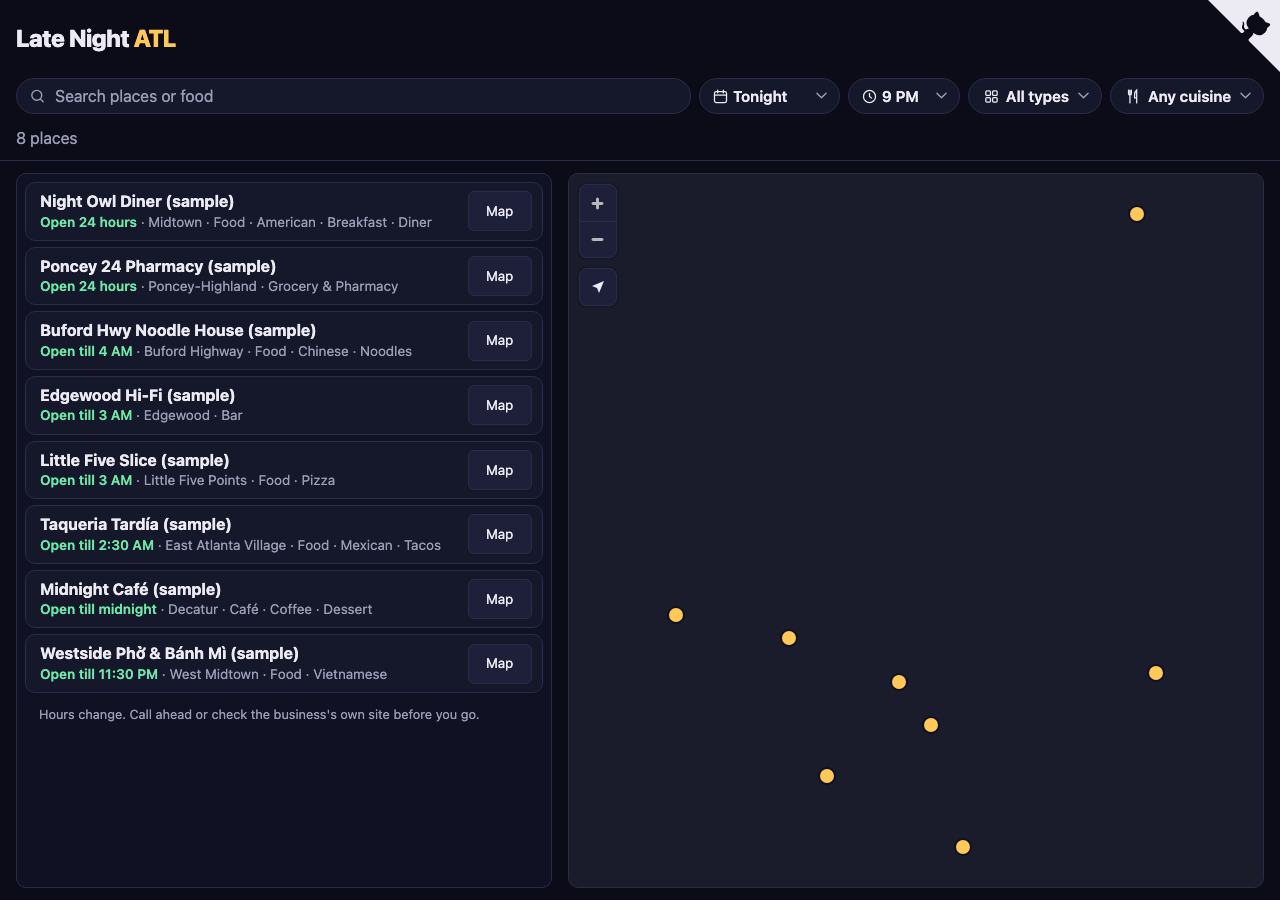 Late Night ATL
Search places or food
Tonight
9 PM
All types
Any cuisine
8 places
Night Owl Diner (sample)
Open 24 hours · Midtown · Food · American · Breakfast · Diner
Map
Poncey 24 Pharmacy (sample)
Open 24 hours · Poncey-Highland · Grocery & Pharmacy
Map
Buford Hwy Noodle House (sample)
Open till 4 AM · Buford Highway · Food · Chinese · Noodles
Map
Edgewood Hi-Fi (sample)
Open till 3 AM · Edgewood · Bar
Map
Little Five Slice (sample)
Open till 3 AM · Little Five Points · Food · Pizza
Map
Taqueria Tardía (sample)
Open till 2:30 AM · East Atlanta Village · Food · Mexican · Tacos
Map
Midnight Café (sample)
Open till midnight · Decatur · Café · Coffee · Dessert
Map
Westside Phở & Bánh Mì (sample)
Open till 11:30 PM · West Midtown · Food · Vietnamese
Map
Hours change. Call ahead or check the business's own site before you go.
+
−